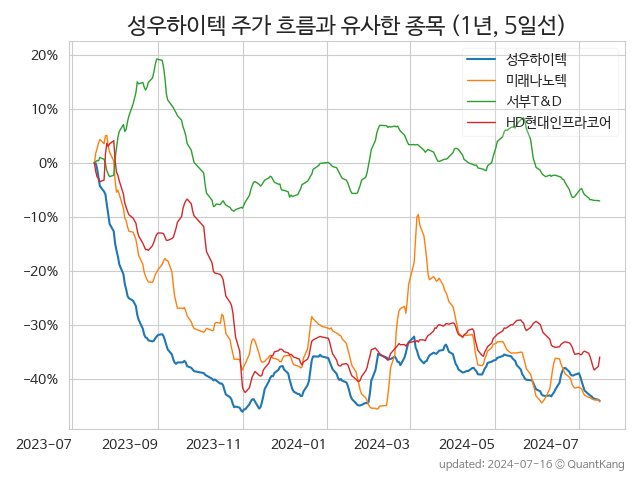 성우하이텍 주가 흐름과 유사한 종목 (1년, 5일선)
성우하이텍
미래나노텍
서부T&D
HD현대인프라코어
20%
10%
0%
−10%
−20%
−30%
−40%
2023-07
2023-09
2023-11
2024-01
2024-03
2024-05
2024-07
updated: 2024-07-16 © QuantKang